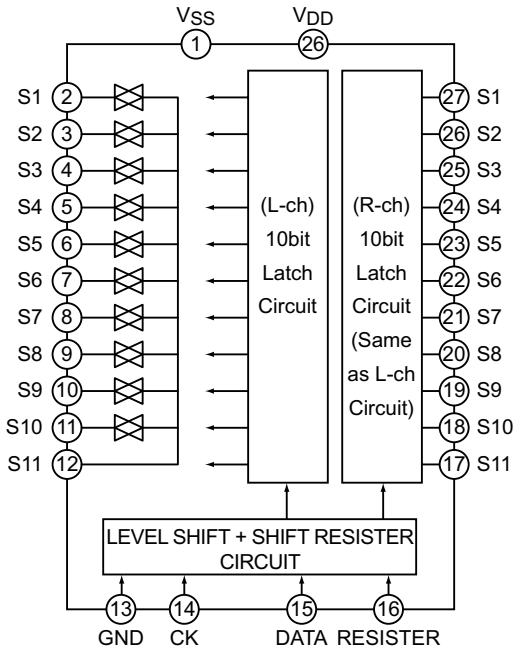 VSS VDD
1 26
S1 2 27 S1
S2 3 26 S2
S3 4 25 S3
S4 5 24 S4
S5 6 23 S5
S6 7 22 S6
S7 8 21 S7
S8 9 20 S8
S9 10 19 S9
S10 11 18 S10
S11 12 17 S11
(L-ch)
10bit
Latch
Circuit
(R-ch)
10bit
Latch
Circuit
(Same
as L-ch
Circuit)
LEVEL SHIFT + SHIFT RESISTER
CIRCUIT
13 14 15 16
GND CK DATA RESISTER